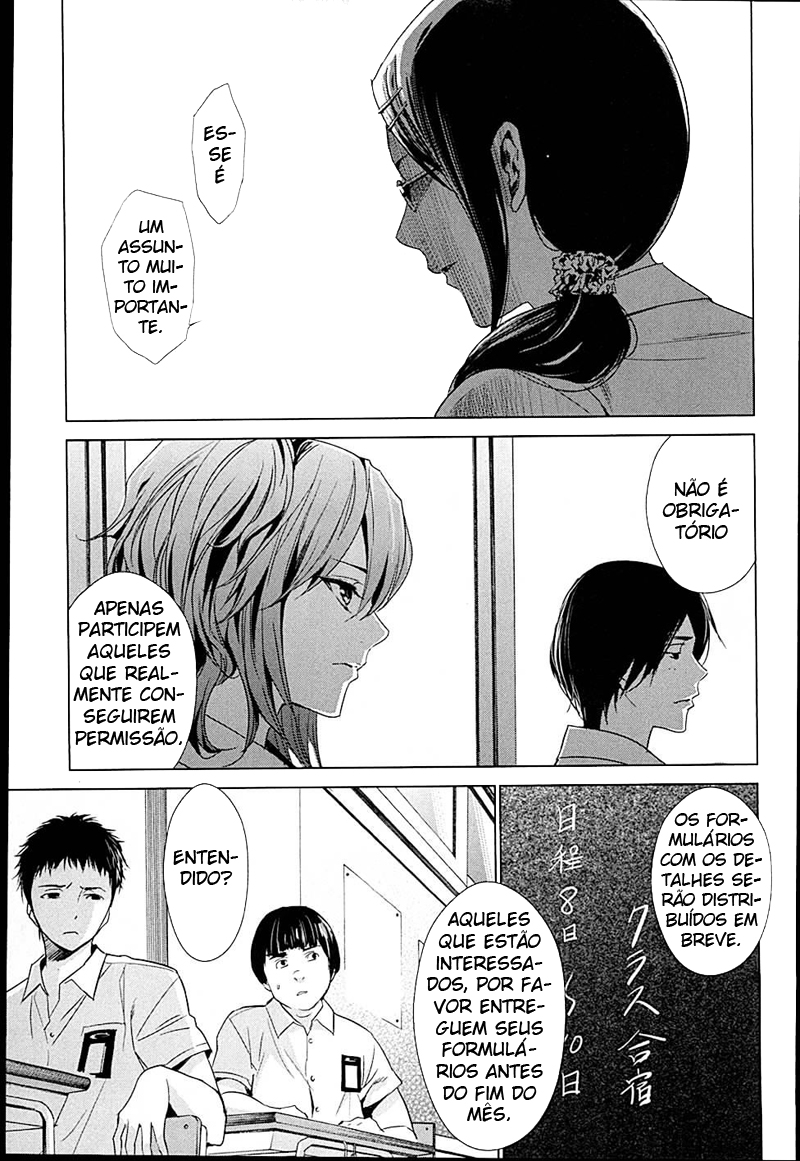 ES-
SE
É
UM
ASSUN-
TO MUI-
TO IM-
PORTAN-
TE.
NÃO É
OBRIGA-
TÓRIO
APENAS
PARTICIPEM
AQUELES
QUE REAL-
MENTE CON-
SEGUIREM
PERMISSÃO.
OS FOR-
MULÁRIOS
COM OS DE-
TALHES SE-
RÃO DISTRI-
BUÍDOS EM
BREVE.
クラス合宿
日程8日~10日
AQUELES
QUE ESTÃO
INTERESSA-
DOS, POR FA-
VOR ENTRE-
GUEM SEUS
FORMULÁ-
RIOS ANTES
DO FIM DO
MÊS.
ENTEN-
DIDO?